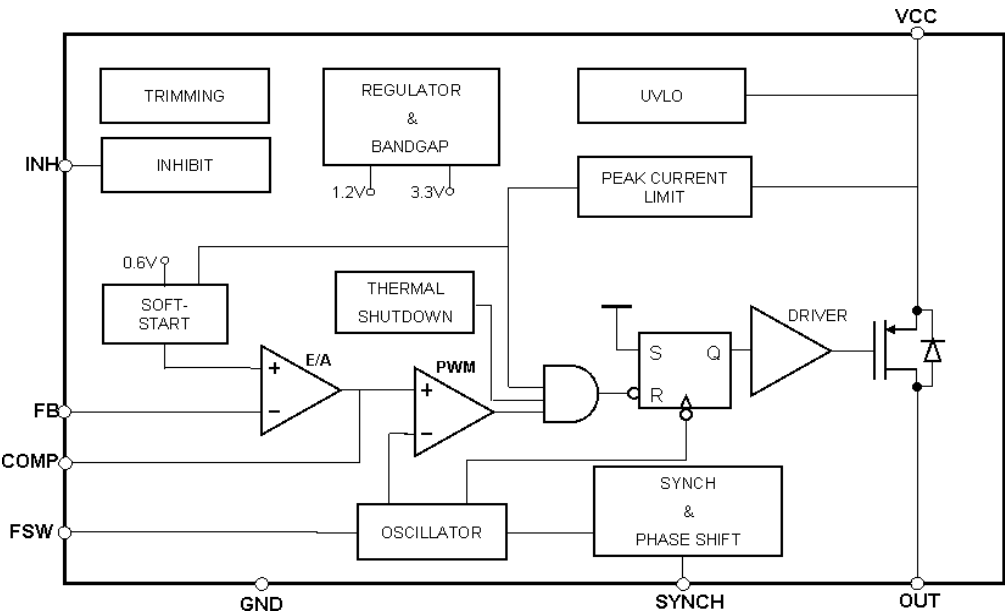 VCC
TRIMMING
REGULATOR
&
BANDGAP
UVLO
INH
INHIBIT
1.2V
3.3V
PEAK CURRENT
LIMIT
0.6V
SOFT-
START
THERMAL
SHUTDOWN
DRIVER
E/A
PWM
S
Q
R
+
−
+
−
FB
COMP
FSW
OSCILLATOR
SYNCH
&
PHASE SHIFT
GND
SYNCH
OUT